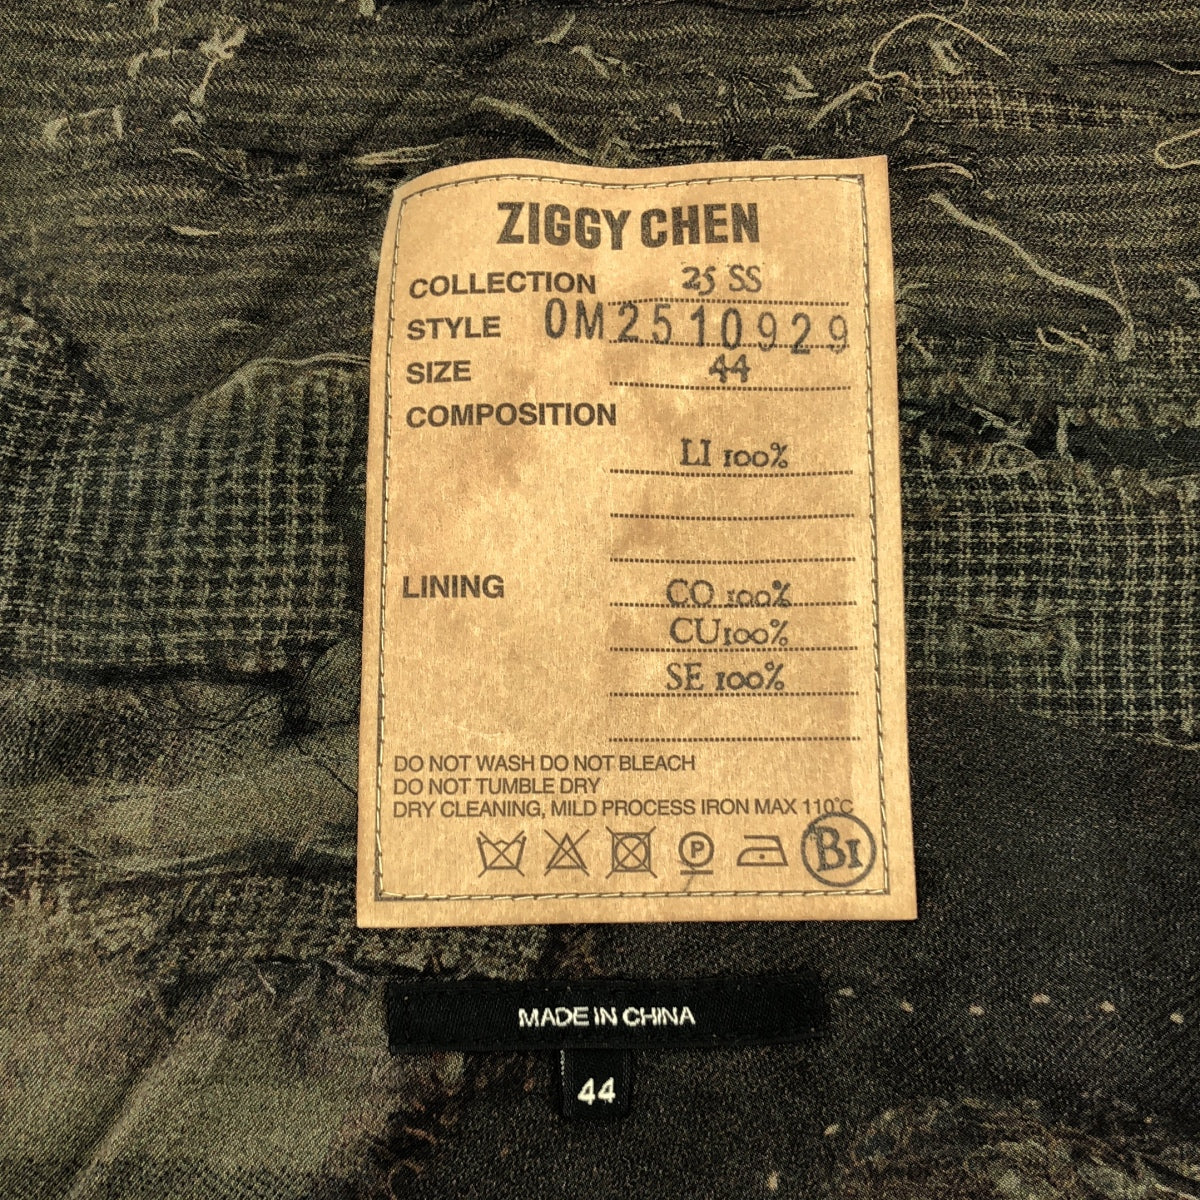 ZIGGY CHEN
COLLECTION 25 SS
STYLE 0M2510929
SIZE 44
COMPOSITION
LI 100%
LINING CO 100%
CU100%
SE 100%
DO NOT WASH DO NOT BLEACH
DO NOT TUMBLE DRY
DRY CLEANING, MILD PROCESS IRON MAX 110°C
P
B1
MADE IN CHINA
44